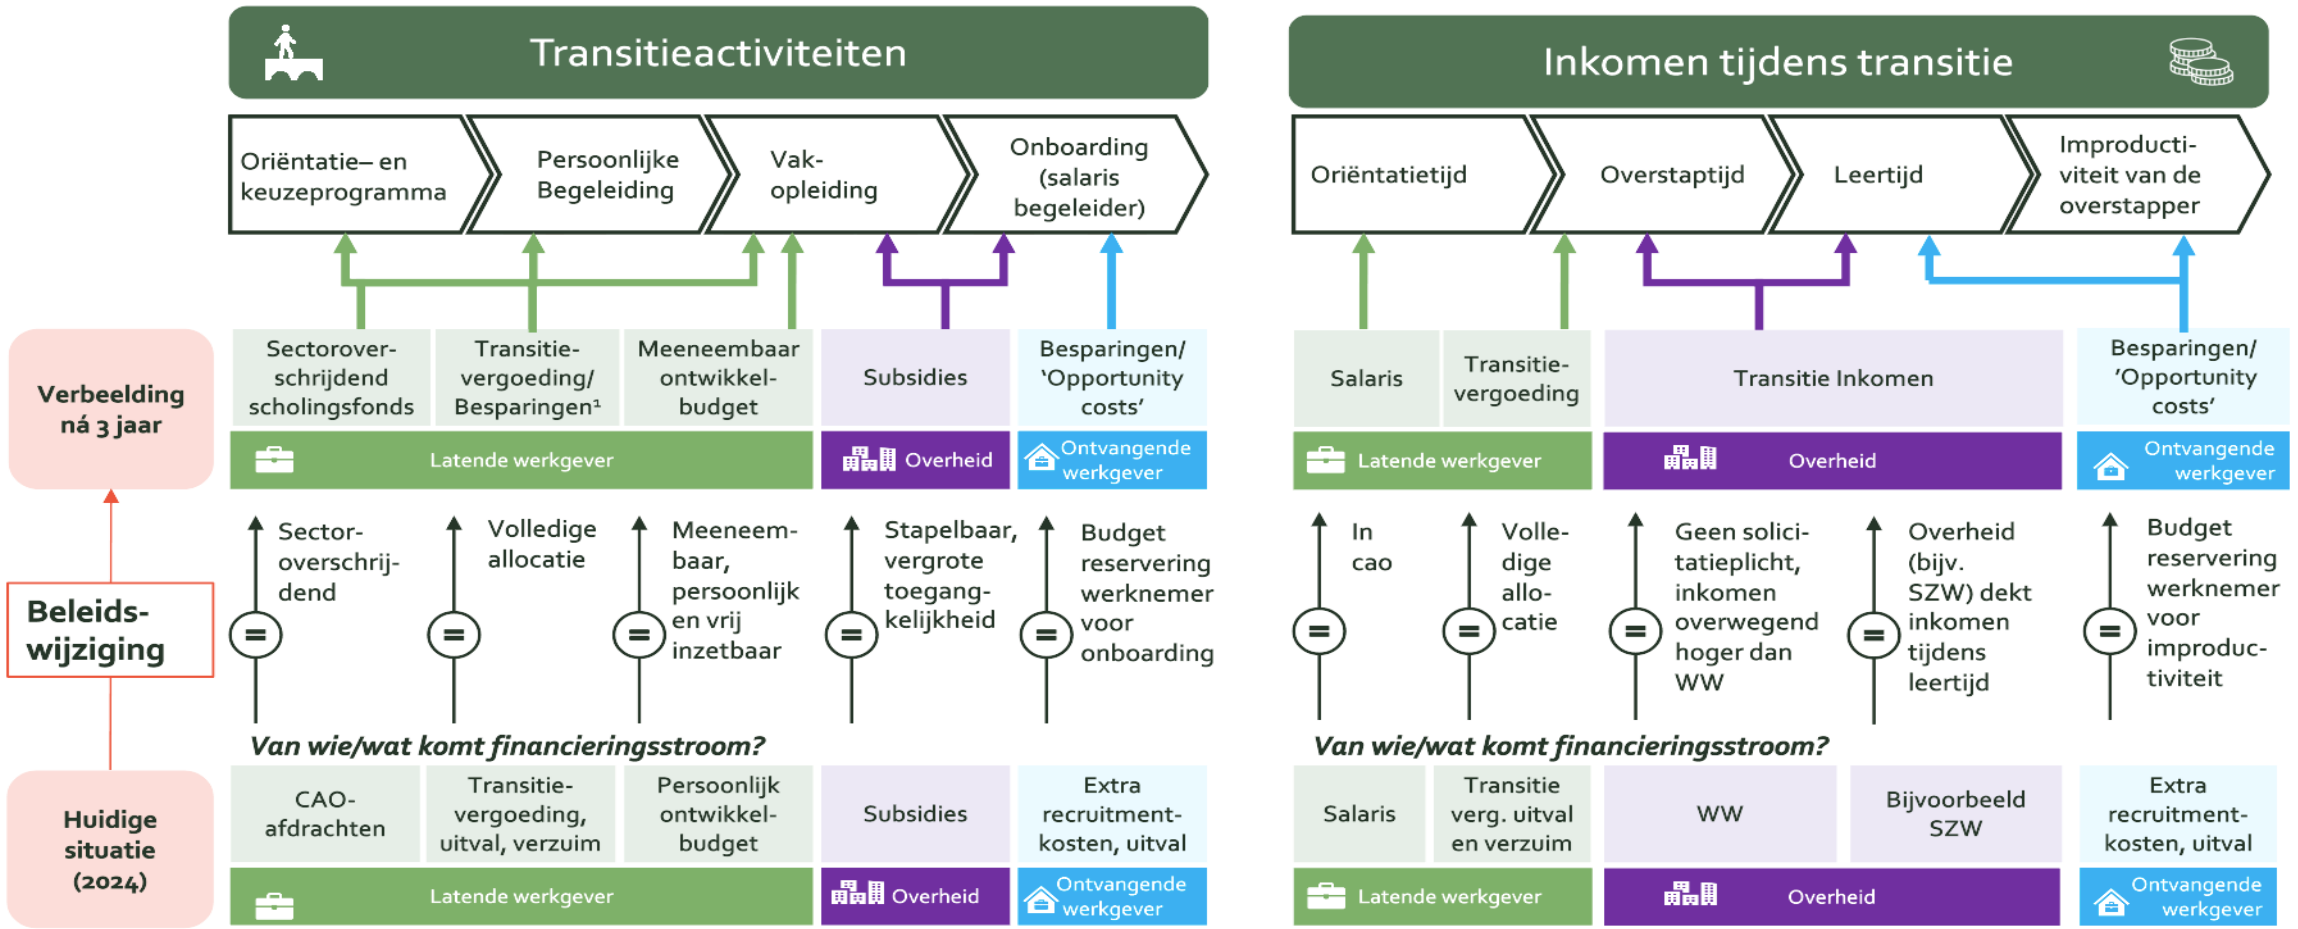 Transitieactiviteiten
Oriëntatie– en
keuzeprogramma
Persoonlijke
Begeleiding
Vak-
opleiding
Onboarding
(salaris
begeleider)
Inkomen tijdens transitie
Oriëntatietijd
Overstaptijd
Leertijd
Improducti-
viteit van de
overstapper
Verbeelding
ná 3 jaar
Sectorover-
schrijdend
scholingsfonds
Transitie-
vergoeding/
Besparingen¹
Meeneembaar
ontwikkel-
budget
Subsidies
Besparingen/
‘Opportunity
costs’
Latende werkgever
Overheid
Ontvangende
werkgever
Salaris
Transitie-
vergoeding
Transitie Inkomen
Besparingen/
’Opportunity
costs’
Latende werkgever
Overheid
Ontvangende
werkgever
Beleids-
wijziging
=
Sector-
overschrij-
dend
=
Volledige
allocatie
=
Meeneem-
baar,
persoonlijk
en vrij
inzetbaar
=
Stapelbaar,
vergrote
toegang-
kelijkheid
=
Budget
reservering
werknemer
voor
onboarding
=
In
cao
=
Volle-
dige
allo-
catie
=
Geen solici-
tatieplicht,
inkomen
overwegend
hoger dan
WW
=
Overheid
(bijv.
SZW) dekt
inkomen
tijdens
leertijd
=
Budget
reservering
werknemer
voor
improduc-
tiviteit
Huidige
situatie
(2024)
Van wie/wat komt financieringsstroom?
CAO-
afdrachten
Transitie-
vergoeding,
uitval, verzuim
Persoonlijk
ontwikkel-
budget
Subsidies
Extra
recruitment-
kosten, uitval
Latende werkgever
Overheid
Ontvangende
werkgever
Van wie/wat komt financieringsstroom?
Salaris
Transitie
verg. uitval
en verzuim
WW
Bijvoorbeeld
SZW
Extra
recruitment-
kosten, uitval
Latende werkgever
Overheid
Ontvangende
werkgever